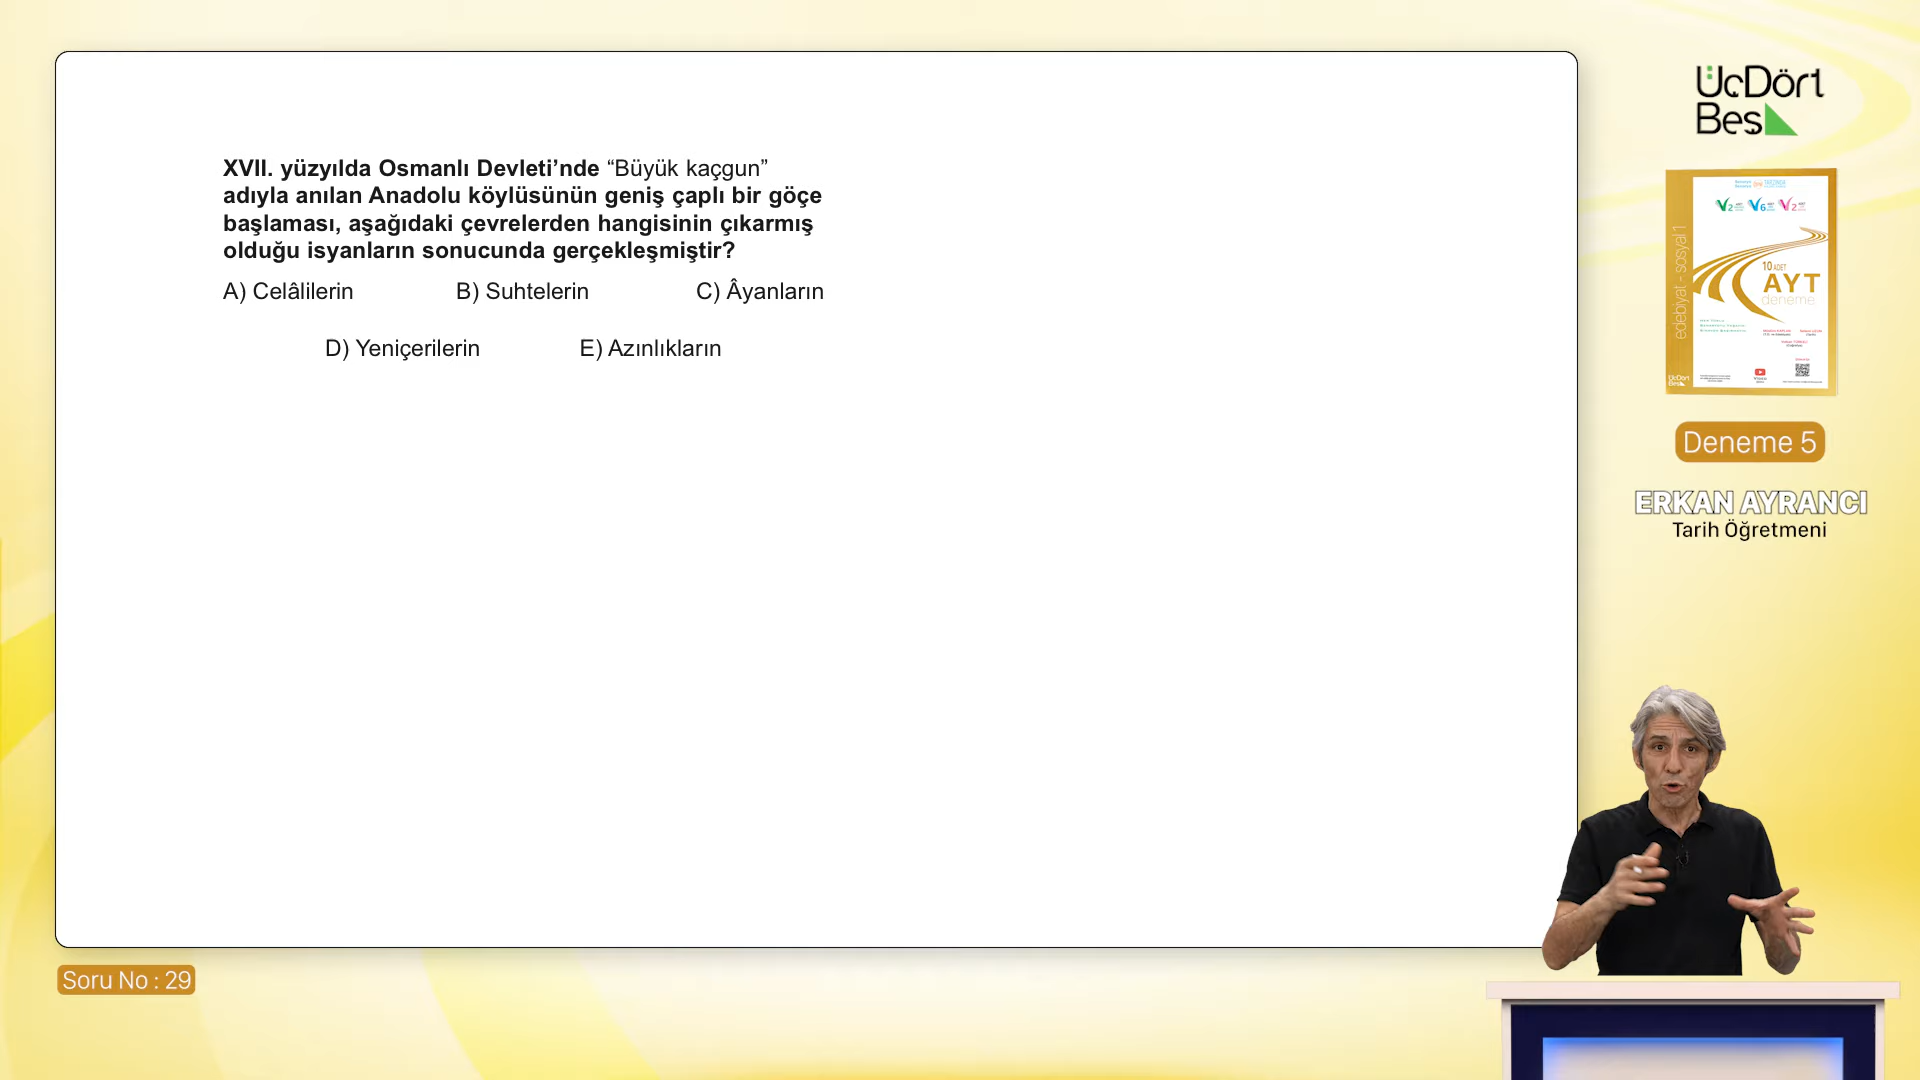 XVII. yüzyılda Osmanlı Devleti’nde “Büyük kaçgun”
adıyla anılan Anadolu köylüsünün geniş çaplı bir göçe
başlaması, aşağıdaki çevrelerden hangisinin çıkarmış
olduğu isyanların sonucunda gerçekleşmiştir?
A) Celâlilerin B) Suhtelerin C) Âyanların
D) Yeniçerilerin E) Azınlıkların
Soru No : 29
ÜçDört
Beş
edebiyat - sosyal 1
10 ADET
AYT
deneme
ÜçDört
Beş
Deneme 5
ERKAN AYRANCI
Tarih Öğretmeni